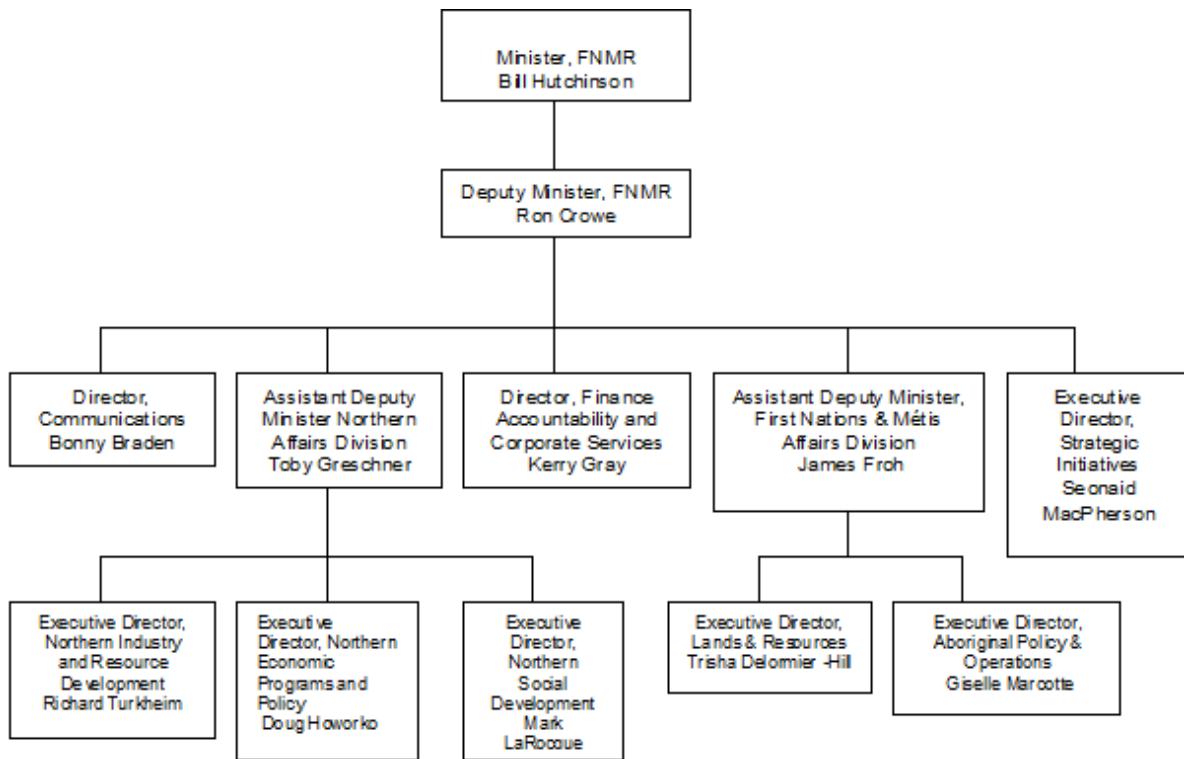 Minister, FNMR
Bill Hutchinson
Deputy Minister, FNMR
Ron Crowe
Director,
Communications
Bonny Braden
Assistant Deputy
Minister Northern
Affairs Division
Toby Greschner
Director, Finance
Accountability and
Corporate Services
Kerry Gray
Assistant Deputy Minister,
First Nations & Métis
Affairs Division
James Froh
Executive
Director,
Strategic
Initiatives
Seonaid
MacPherson
Executive Director,
Northern Industry
and Resource
Development
Richard Turkheim
Executive
Director, Northern
Economic
Programs and
Policy
Doug Howorko
Executive
Director,
Northern
Social
Development
Mark
LaRocque
Executive Director,
Lands & Resources
Trisha Delormier -Hill
Executive Director,
Aboriginal Policy &
Operations
Giselle Marcotte